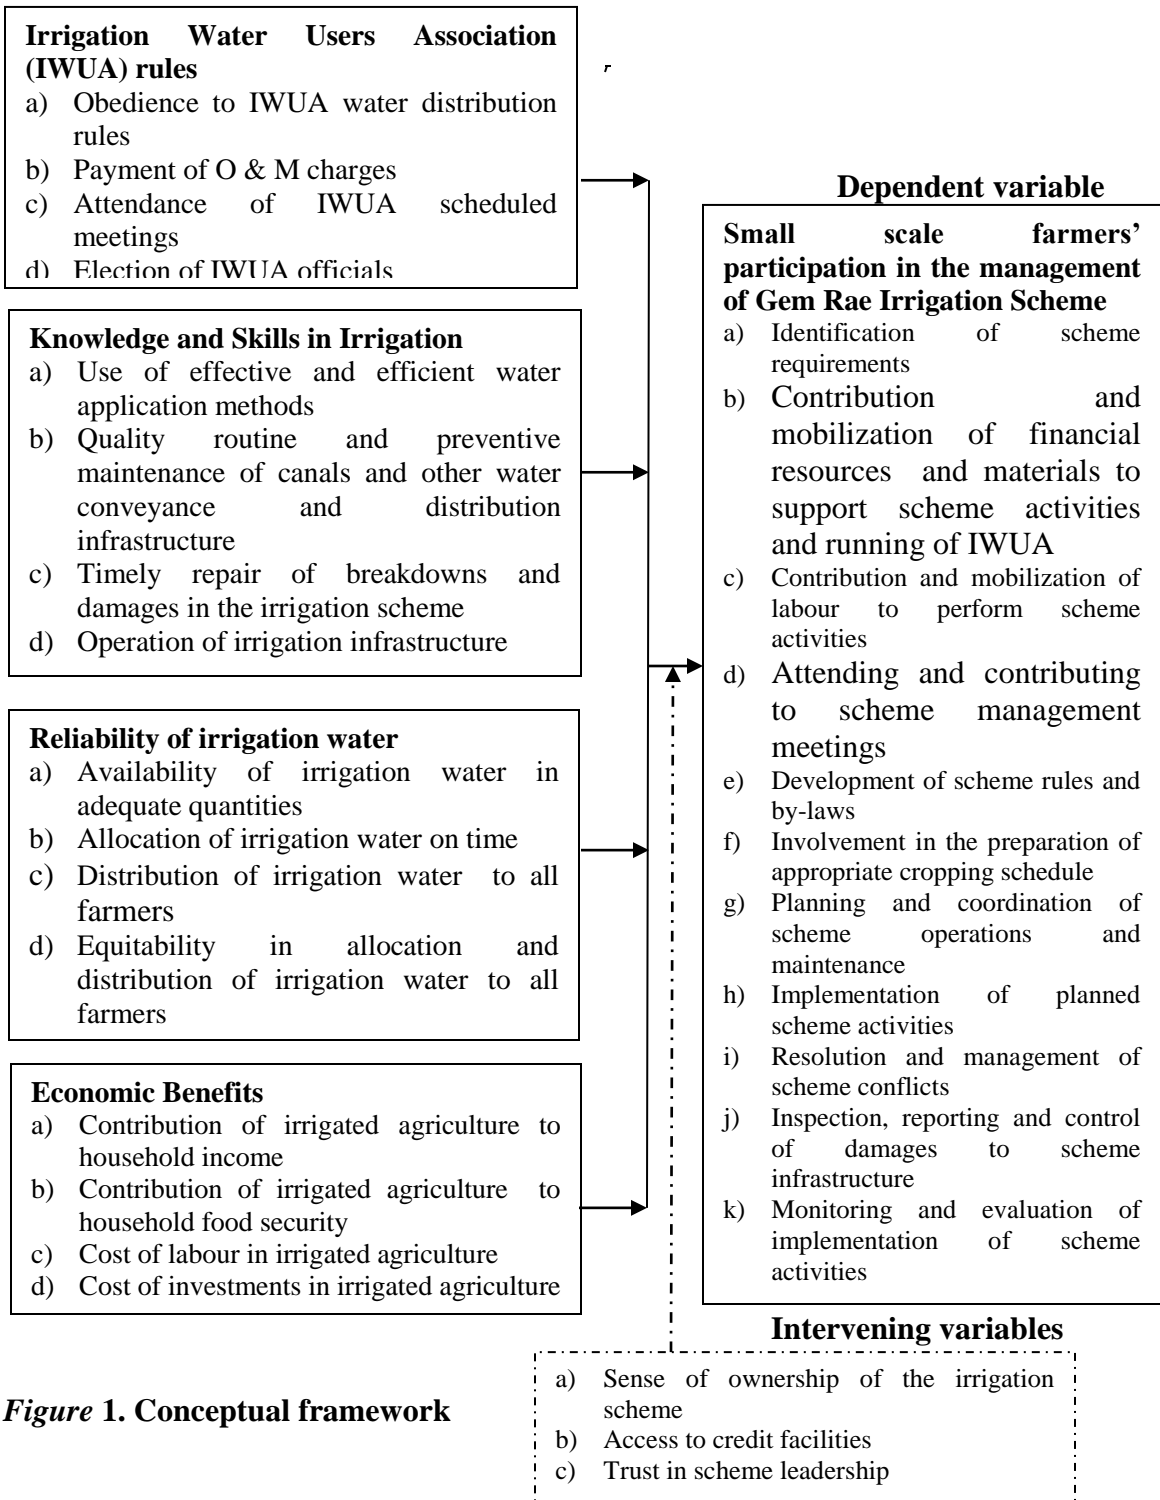 Irrigation Water Users Association
(IWUA) rules
a) Obedience to IWUA water distribution
rules
b) Payment of O & M charges
c) Attendance of IWUA scheduled
meetings
d) Election of IWUA officials
r
Knowledge and Skills in Irrigation
a) Use of effective and efficient water
application methods
b) Quality routine and preventive
maintenance of canals and other water
conveyance and distribution
infrastructure
c) Timely repair of breakdowns and
damages in the irrigation scheme
d) Operation of irrigation infrastructure
Reliability of irrigation water
a) Availability of irrigation water in
adequate quantities
b) Allocation of irrigation water on time
c) Distribution of irrigation water to all
farmers
d) Equitability in allocation and
distribution of irrigation water to all
farmers
Economic Benefits
a) Contribution of irrigated agriculture to
household income
b) Contribution of irrigated agriculture to
household food security
c) Cost of labour in irrigated agriculture
d) Cost of investments in irrigated agriculture
Dependent variable
Small scale farmers’
participation in the management
of Gem Rae Irrigation Scheme
a) Identification of scheme
requirements
b) Contribution and
mobilization of financial
resources and materials to
support scheme activities
and running of IWUA
c) Contribution and mobilization of
labour to perform scheme
activities
d) Attending and contributing
to scheme management
meetings
e) Development of scheme rules and
by-laws
f) Involvement in the preparation of
appropriate cropping schedule
g) Planning and coordination of
scheme operations and
maintenance
h) Implementation of planned
scheme activities
i) Resolution and management of
scheme conflicts
j) Inspection, reporting and control
of damages to scheme
infrastructure
k) Monitoring and evaluation of
implementation of scheme
activities
Intervening variables
a) Sense of ownership of the irrigation
scheme
b) Access to credit facilities
c) Trust in scheme leadership
Figure 1. Conceptual framework